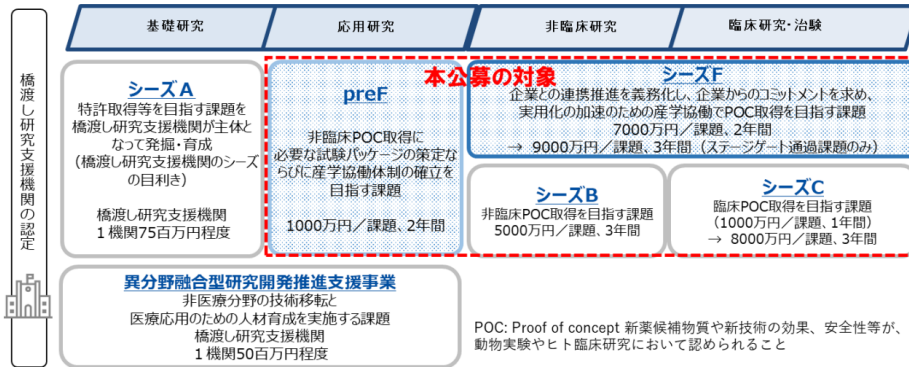 基礎研究
応用研究
非臨床研究
臨床研究・治験
橋渡し研究支援機関の認定
本公募の対象
シーズA
特許取得等を目指す課題を
橋渡し研究支援機関が主体と
なって発掘・育成
(橋渡し研究支援機関のシーズ
の目利き)
橋渡し研究支援機関
1機関75百万円程度
preF
非臨床POC取得に
必要な試験パッケージの策定な
らびに産学協働体制の確立を
目指す課題
1000万円/課題、2年間
シーズF
企業との連携推進を義務化し、企業からのコミットメントを求め、
実用化の加速のための産学協働でPOC取得を目指す課題
7000万円/課題、2年間
→ 9000万円/課題、3年間(ステージゲート通過課題のみ)
シーズB
非臨床POC取得を目指す課題
5000万円/課題、3年間
シーズC
臨床POC取得を目指す課題
(1000万円/課題、1年間)
→ 8000万円/課題、3年間
異分野融合型研究開発推進支援事業
非医療分野の技術移転と
医療応用のための人材育成を実施する課題
橋渡し研究支援機関
1機関50百万円程度
POC: Proof of concept 新薬候補物質や新技術の効果、安全性等が、
動物実験やヒト臨床研究において認められること